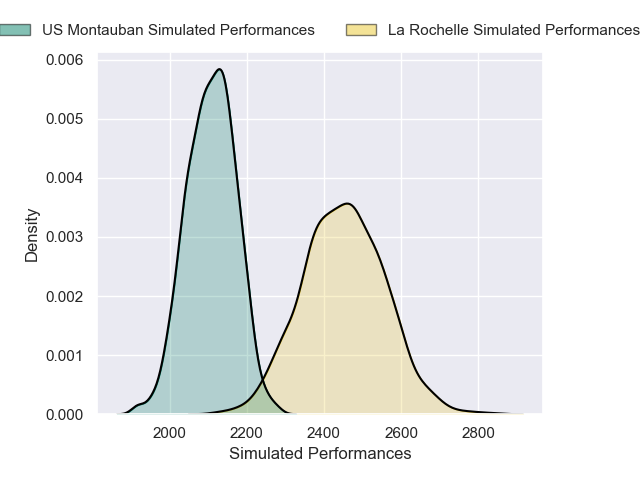 US Montauban Simulated Performances La Rochelle Simulated Performances
0.006
0.005
0.004
0.003
0.002
0.001
0.000
Density
2000 2200 2400 2600 2800
Simulated Performances